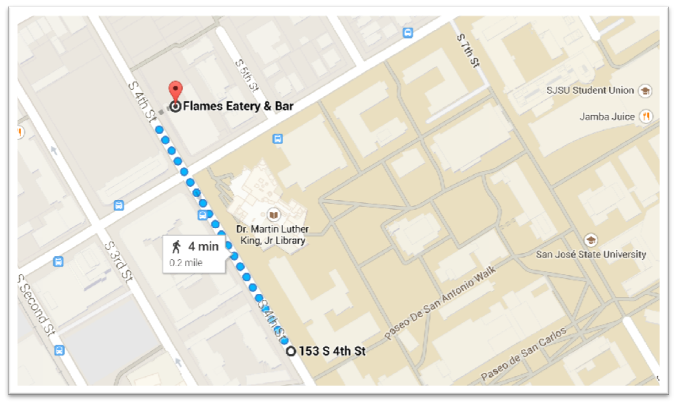 S 4th St
Flames Eatery & Bar
S 5th St
S 7th St
SJSU Student Union
Jamba Juice
Dr. Martin Luther
King, Jr Library
4 min
0.2 mile
S 3rd St
S Second St
S 4th St
153 S 4th St
San José State University
Paseo De San Antonio Walk
Paseo de San Carlos